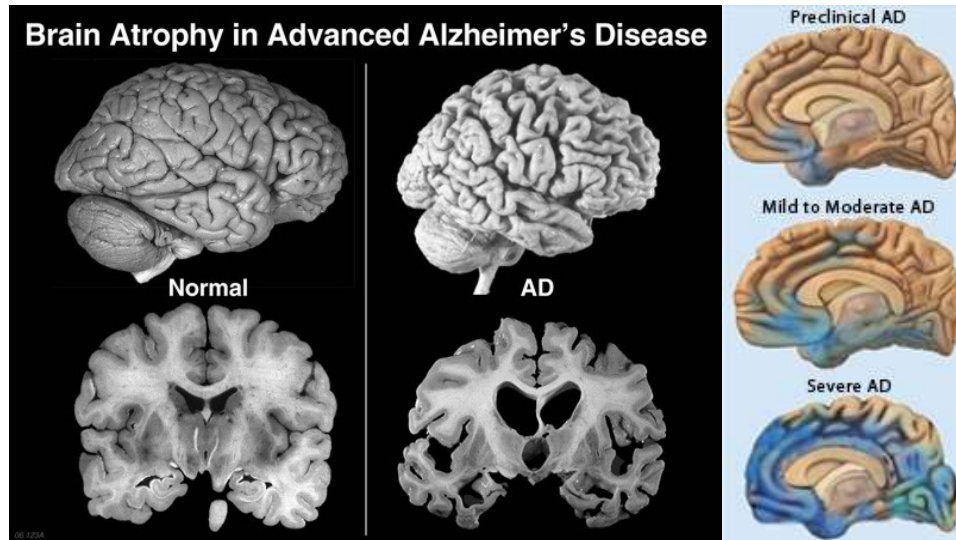 Brain Atrophy in Advanced Alzheimer's Disease
Normal
AD
Preclinical AD
Mild to Moderate AD
Severe AD